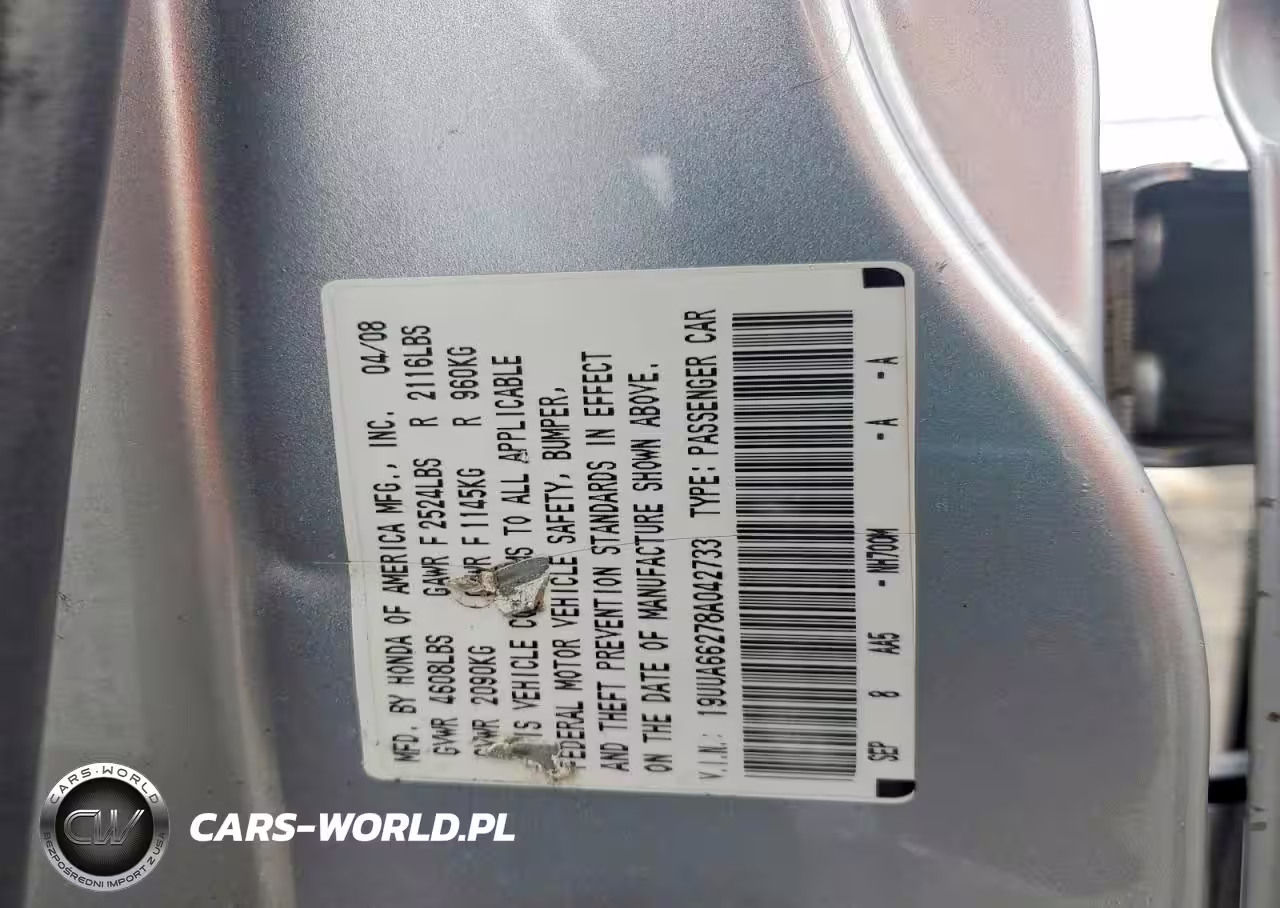 MFD. BY HONDA OF AMERICA MFG., INC. 04/08
GVWR 4608LBS GAWR F 2524LBS R 2116LBS
GVWR 2090KG F 1145KG R 960KG
VEHICLE TO ALL APPLICABLE
FEDERAL MOTOR VEHICLE SAFETY, BUMPER,
AND THEFT PREVENTION STANDARDS IN EFFECT
ON THE DATE OF MANUFACTURE SHOWN ABOVE.
V.I.N.: 19UUA66278A042733 TYPE: PASSENGER CAR
SEP 8 AA5 - NH700M - A - A
CARS-WORLD
CW
BEZPOŚREDNI IMPORT Z USA
CARS-WORLD.PL